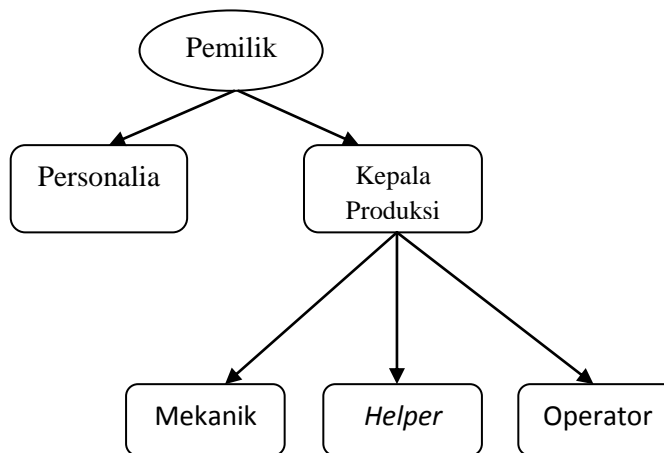 Pemilik
Personalia
Kepala
Produksi
Mekanik
Helper
Operator